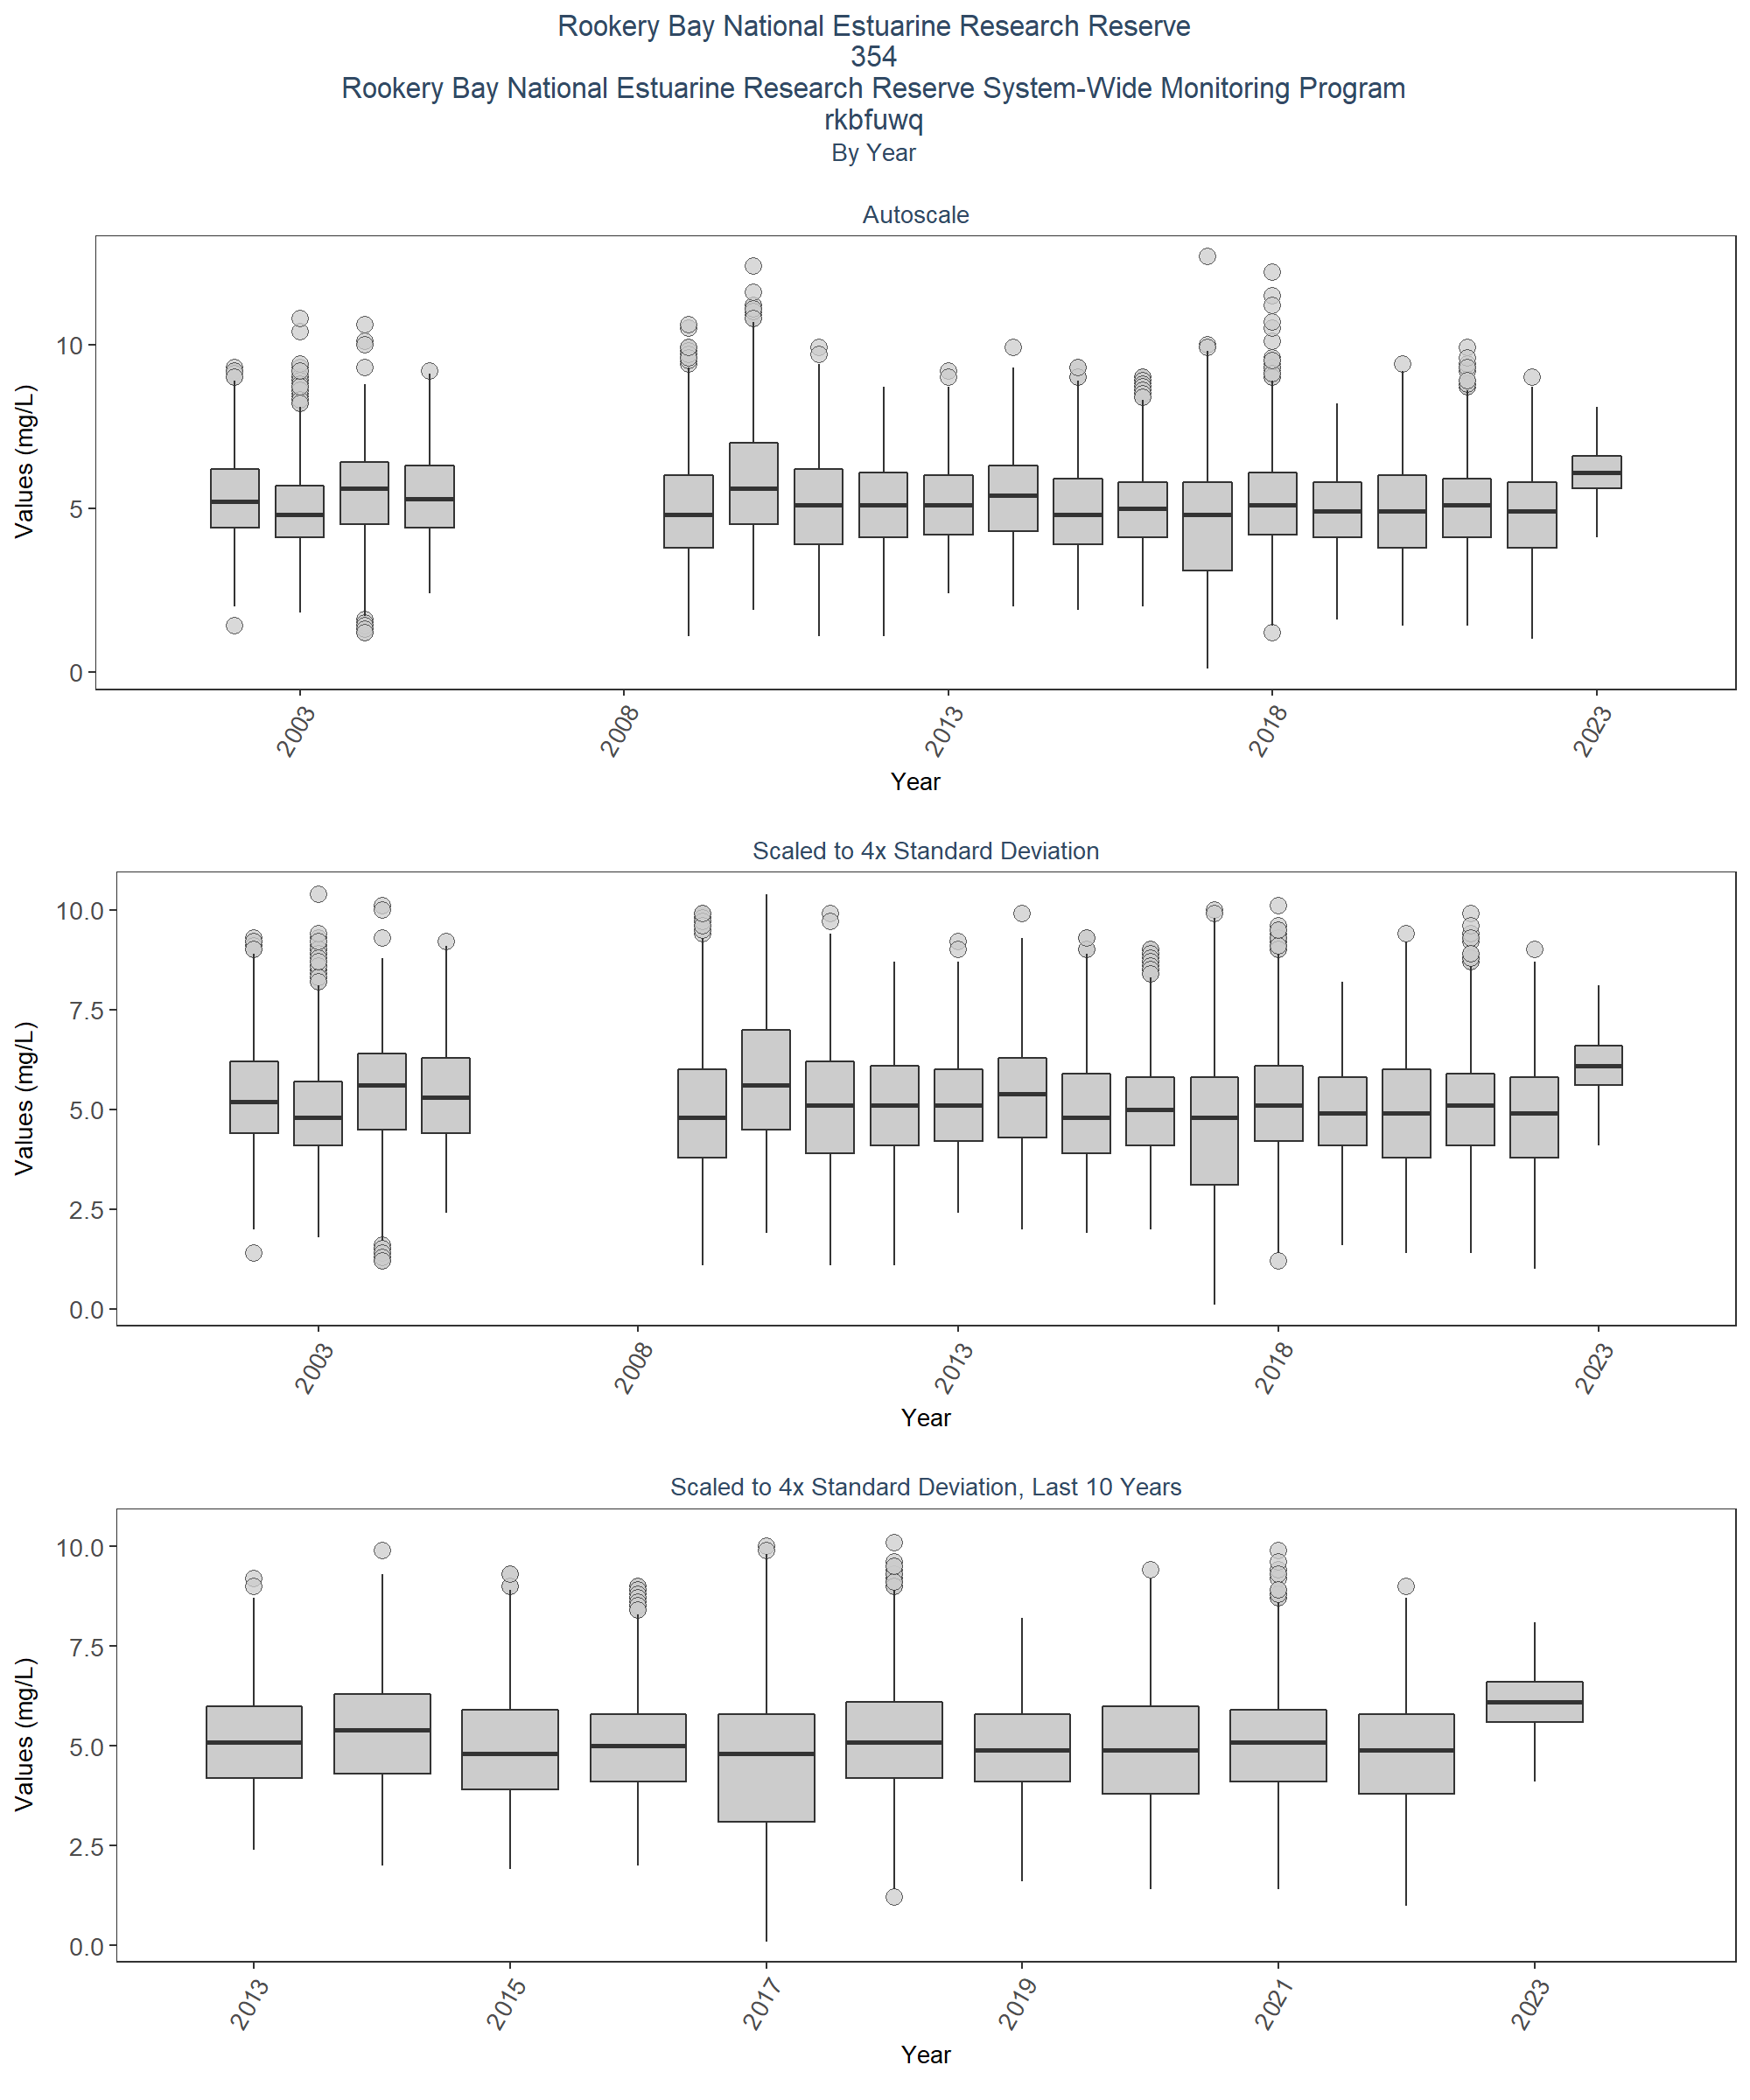 Rookery Bay National Estuarine Research Reserve
354
Rookery Bay National Estuarine Research Reserve System-Wide Monitoring Program
rkbfuwq
By Year
Autoscale
Values (mg/L)
10
5
0
2003 2008 2013 2018 2023
Year
Scaled to 4x Standard Deviation
Values (mg/L)
10.0
7.5
5.0
2.5
0.0
2003 2008 2013 2018 2023
Year
Scaled to 4x Standard Deviation, Last 10 Years
Values (mg/L)
10.0
7.5
5.0
2.5
0.0
2013 2015 2017 2019 2021 2023
Year